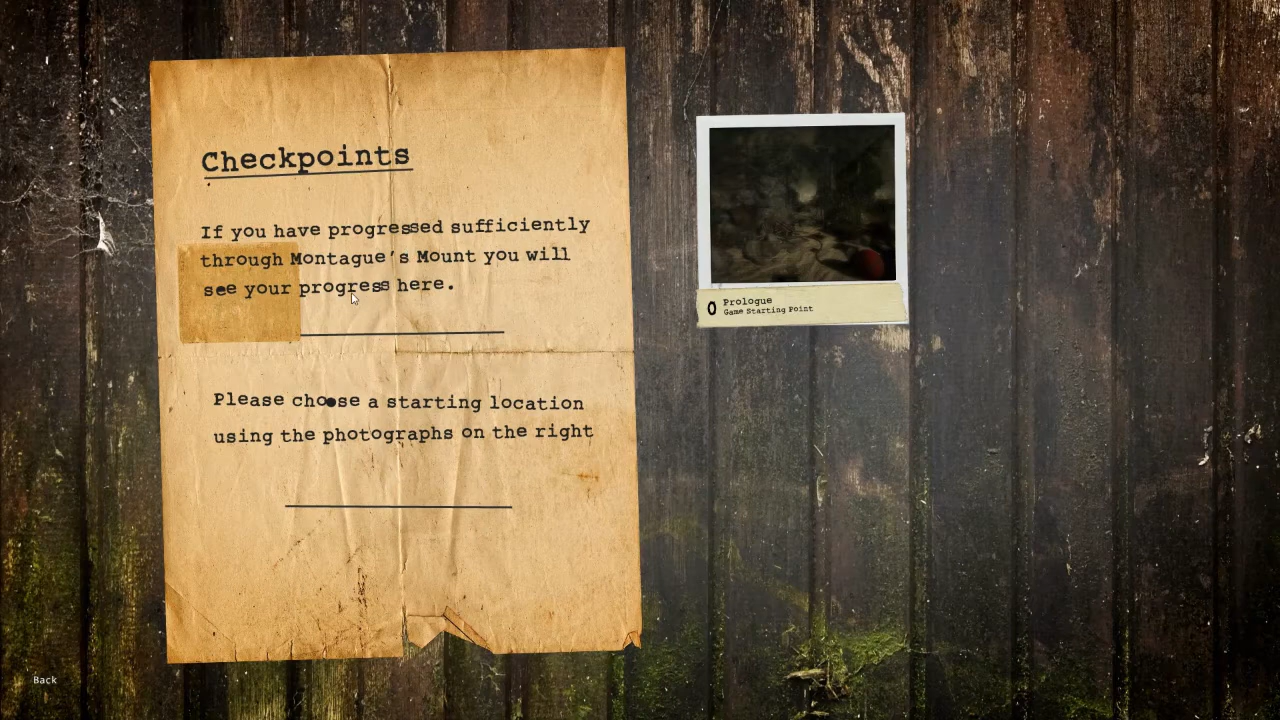 Checkpoints
If you have progressed sufficiently
through Montague's Mount you will
see your progress here.
Please choose a starting location
using the photographs on the right
0 Prologue
Game Starting Point
Back